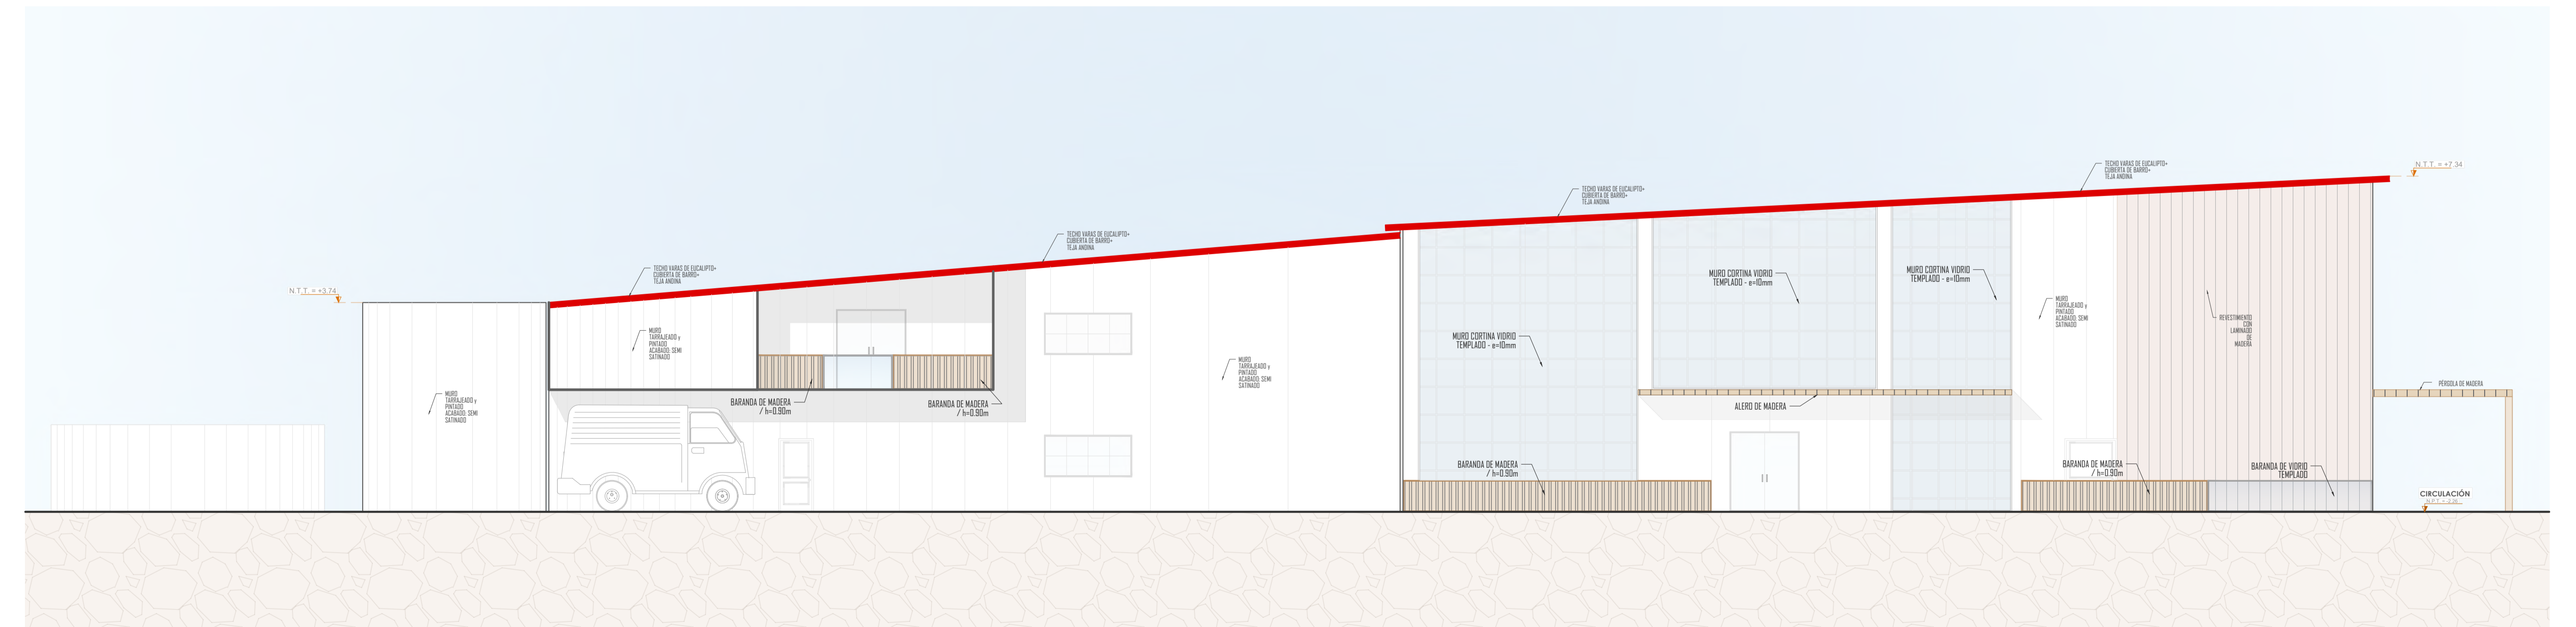 N.T.T. = +3.74
MURO
TARRAJEADO y
PINTADO
ACABADO: SEMI
SATINADO
TECHO VARAS DE EUCALIPTO+
CUBIERTA DE BARRO+
TEJA ANDINA
MURO
TARRAJEADO y
PINTADO
ACABADO: SEMI
SATINADO
BARANDA DE MADERA
/ h=0.90m
BARANDA DE MADERA
/ h=0.90m
TECHO VARAS DE EUCALIPTO+
CUBIERTA DE BARRO+
TEJA ANDINA
MURO
TARRAJEADO y
PINTADO
ACABADO: SEMI
SATINADO
TECHO VARAS DE EUCALIPTO+
CUBIERTA DE BARRO+
TEJA ANDINA
MURO CORTINA VIDRIO
TEMPLADO - e=10mm
BARANDA DE MADERA
/ h=0.90m
MURO CORTINA VIDRIO
TEMPLADO - e=10mm
ALERO DE MADERA
MURO CORTINA VIDRIO
TEMPLADO - e=10mm
TECHO VARAS DE EUCALIPTO+
CUBIERTA DE BARRO+
TEJA ANDINA
MURO
TARRAJEADO y
PINTADO
ACABADO: SEMI
SATINADO
REVESTIMIENTO
CON
LAMINADO
DE
MADERA
BARANDA DE MADERA
/ h=0.90m
BARANDA DE VIDRIO
TEMPLADO
N.T.T. = +7.34
PÉRGOLA DE MADERA
CIRCULACIÓN